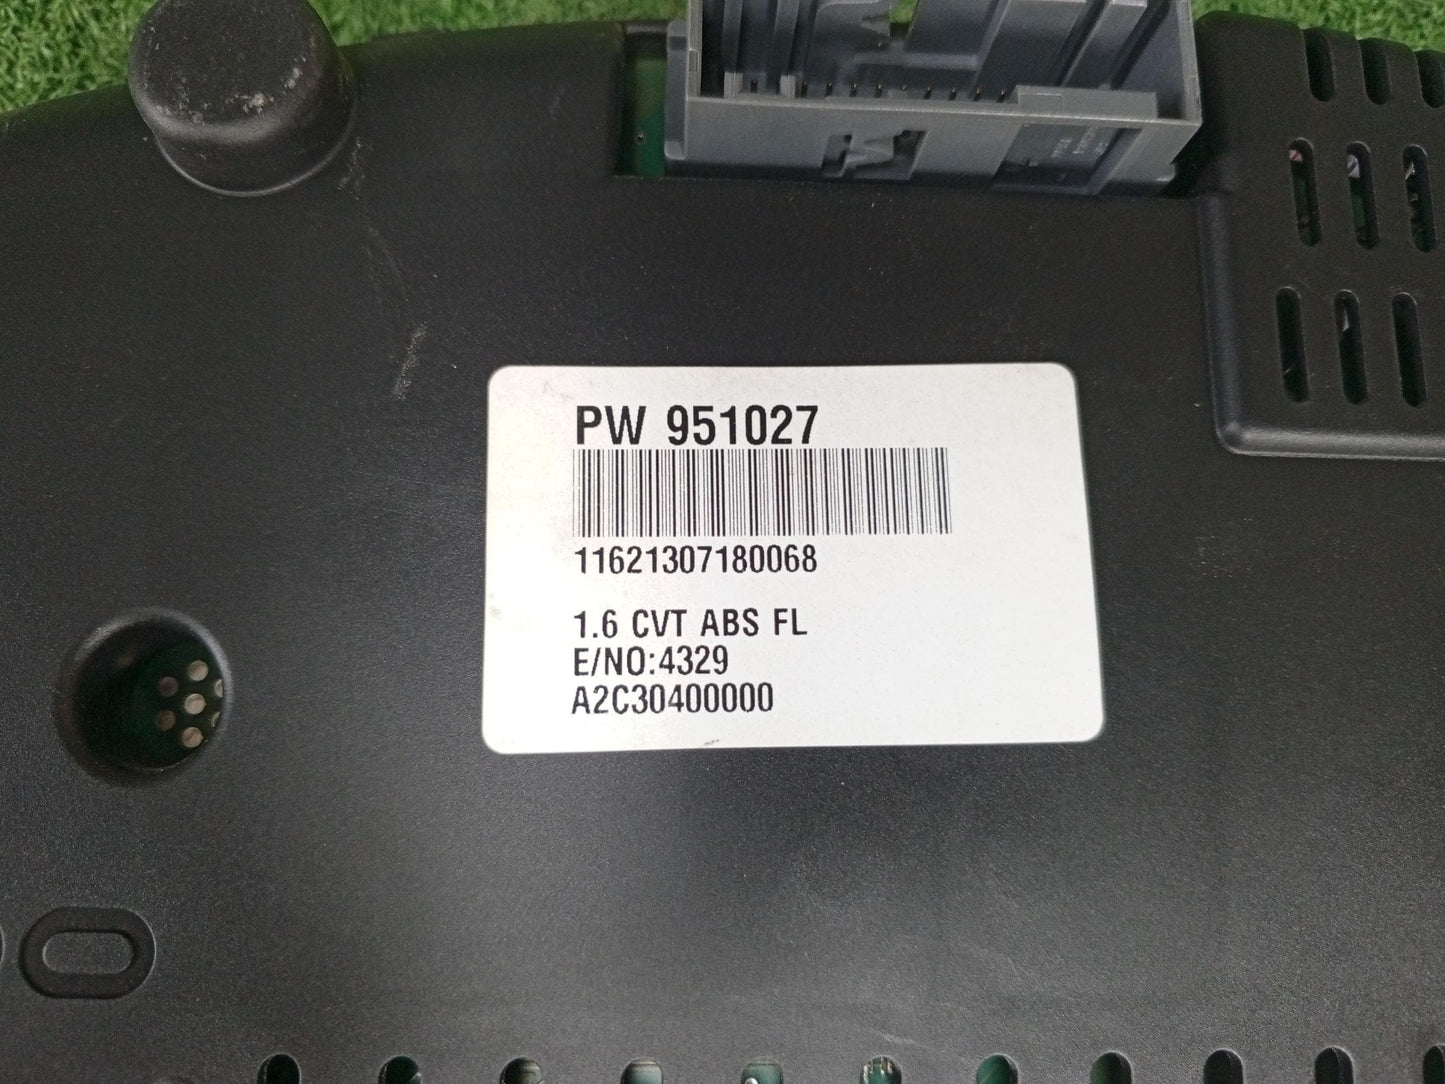 PW 951027
11621307180068
1.6 CVT ABS FL
E/NO:4329
A2C30400000